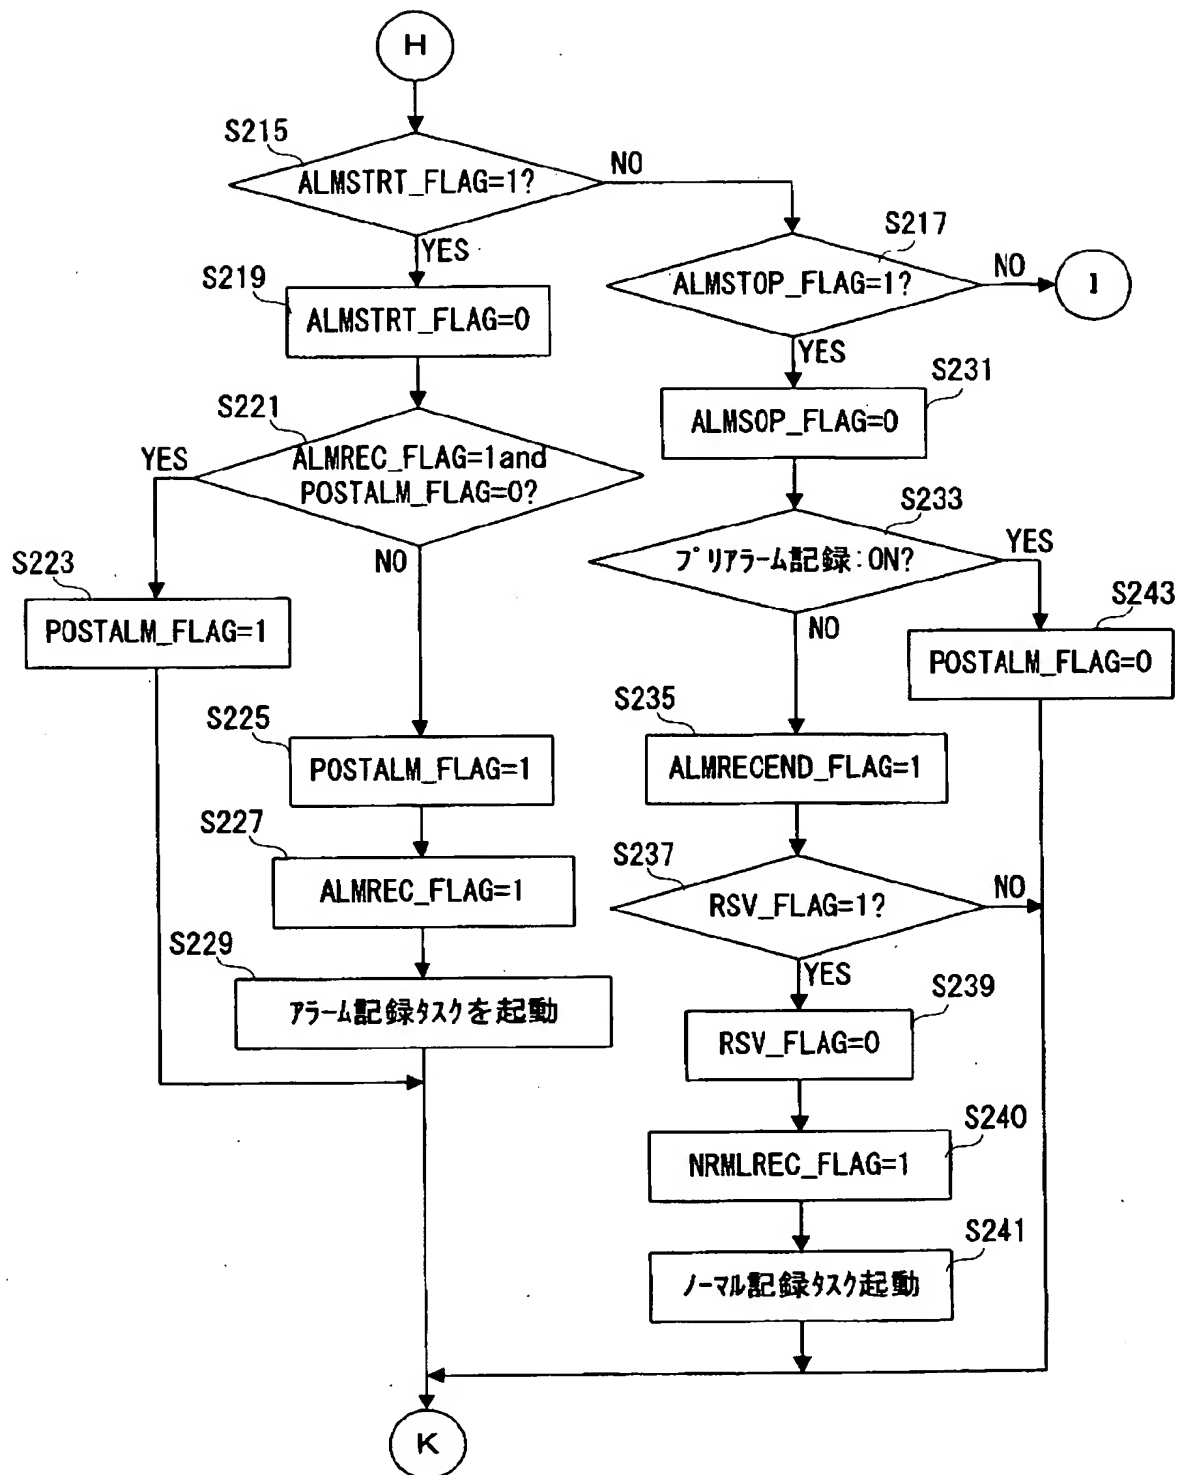 H
S215
ALMSTRT_FLAG=1?
NO
YES
S217
ALMSTOP_FLAG=1?
NO
I
YES
S219
ALMSTRT_FLAG=0
S231
ALMSOP_FLAG=0
S221
ALMREC_FLAG=1and
POSTALM_FLAG=0?
YES
NO
S233
プリアラーム記録:ON?
YES
NO
S223
POSTALM_FLAG=1
S243
POSTALM_FLAG=0
S225
POSTALM_FLAG=1
S235
ALMRECEND_FLAG=1
S227
ALMREC_FLAG=1
S237
RSV_FLAG=1?
NO
YES
S229
アラーム記録タスクを起動
S239
RSV_FLAG=0
S240
NRMLREC_FLAG=1
S241
ノーマル記録タスク起動
K